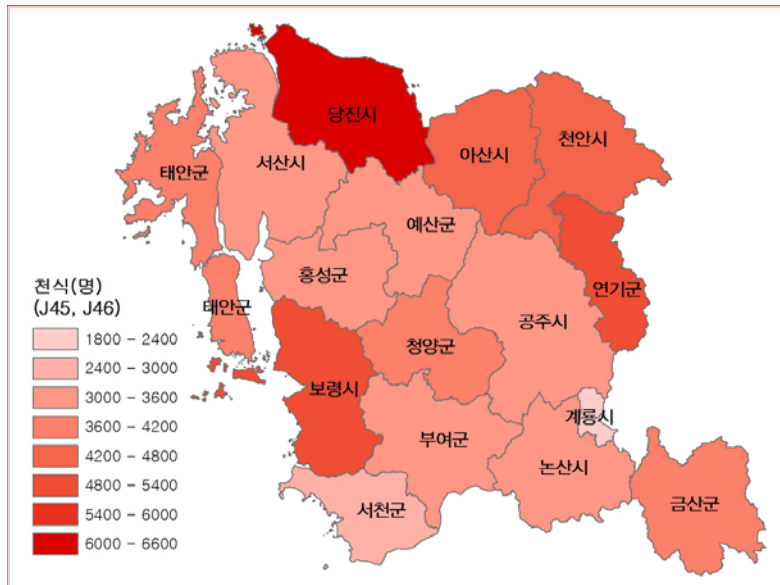 당진시
아산시
천안시
서산시
태안군
예산군
홍성군
연기군
태안군
공주시
청양군
보령시
계룡시
부여군
논산시
금산군
서천군
천식(명)
(J45, J46)
1800 - 2400
2400 - 3000
3000 - 3600
3600 - 4200
4200 - 4800
4800 - 5400
5400 - 6000
6000 - 6600